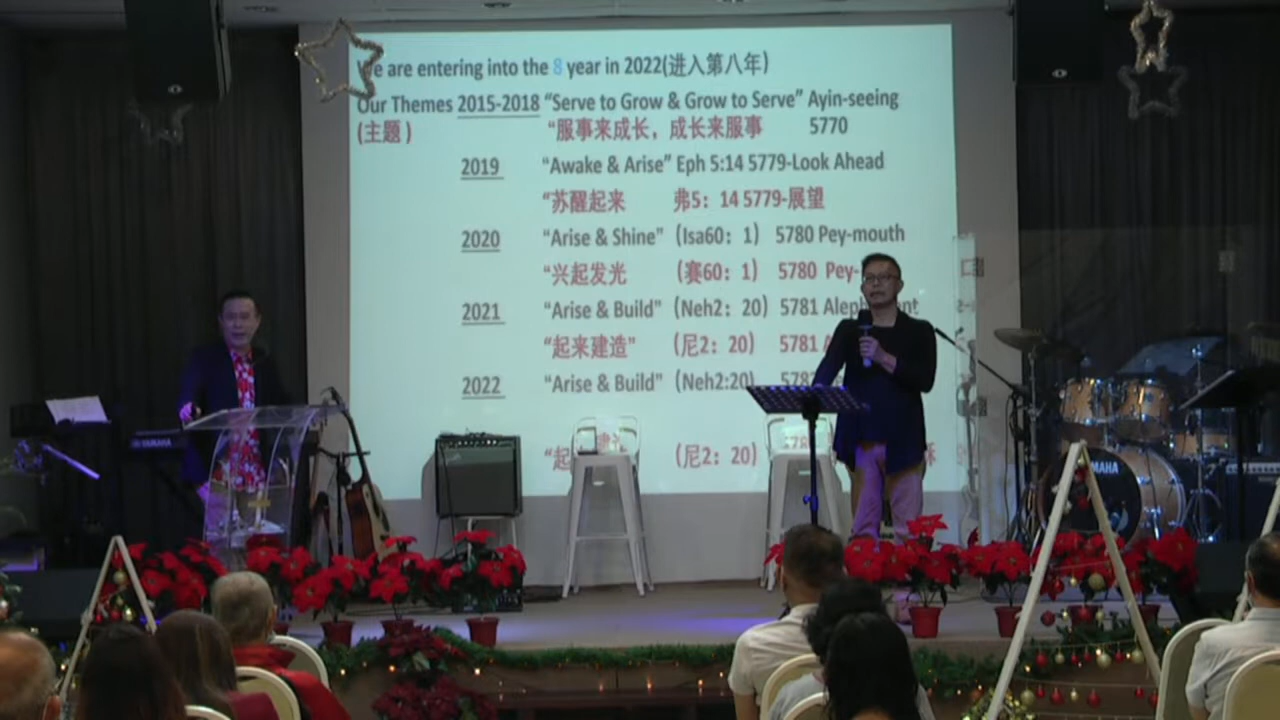 We are entering into the 8 year in 2022(进入第八年)
Our Themes 2015-2018 “Serve to Grow & Grow to Serve” Ayin-seeing
(主题 ) “服事来成长，成长来服事 5770
2019 “Awake & Arise” Eph 5:14 5779-Look Ahead
“苏醒起来 弗5：14 5779-展望
2020 “Arise & Shine” （Isa60：1） 5780 Pey-mouth
“兴起发光 （赛60：1） 5780 Pey-
2021 “Arise & Build” （Neh2：20） 5781 Aleph
“起来建造” （尼2：20） 5781
2022 “Arise & Build” （Neh2:20)
“起 （尼2：20）
YAMAHA
AMAHA